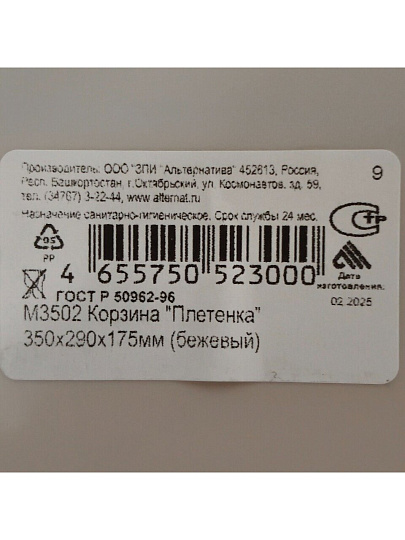 Производитель: ООО "ЗПИ "Альтернатива" 452613, Россия,
Респ. Башкортостан, г.Октябрьский, ул. Космонавтов, зд. 59,
тел. (34767) 3-22-44, www.alternat.ru
9
Назначение санитарно-гигиеническое. Срок службы 24 мес.
05
PP
4 655750 523000
Дата
изготовления:
02.2025
ГОСТ Р 50962-96
М3502 Корзина "Плетенка"
350х290х175мм (бежевый)